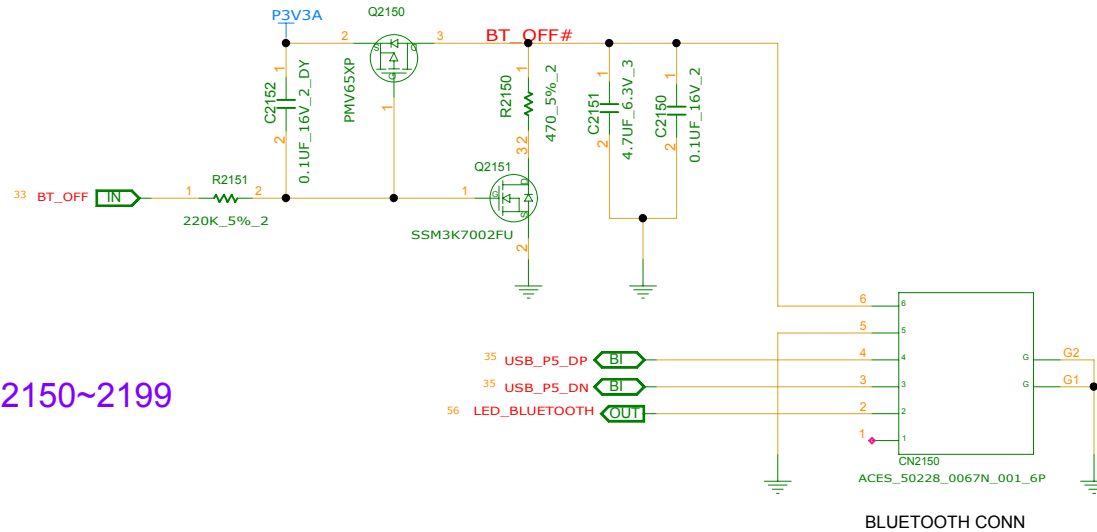 P3V3A
Q2150
2
3
BT_OFF#
S
D
G
1
PMV65XP
1
C2152
0.1UF_16V_2_DY
2
1
R2150
470_5%_2
2
3
1
C2151
4.7UF_6.3V_3
2
1
C2150
0.1UF_16V_2
2
33 BT_OFF IN
1
R2151
2
220K_5%_2
Q2151
1
G
D
S
2
SSM3K7002FU
6
6
5
5
35 USB_P5_DP BI
4
4
G
G2
35 USB_P5_DN BI
3
3
G
G1
56 LED_BLUETOOTH OUT
2
2
1
1
2150~2199
CN2150
ACES_50228_0067N_001_6P
BLUETOOTH CONN